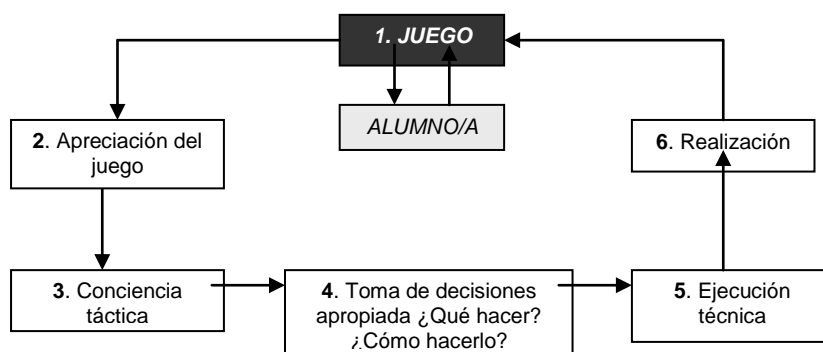 1. JUEGO
ALUMNO/A
2. Apreciación del
juego
6. Realización
3. Conciencia
táctica
4. Toma de decisiones
apropiada ¿Qué hacer?
¿Cómo hacerlo?
5. Ejecución
técnica